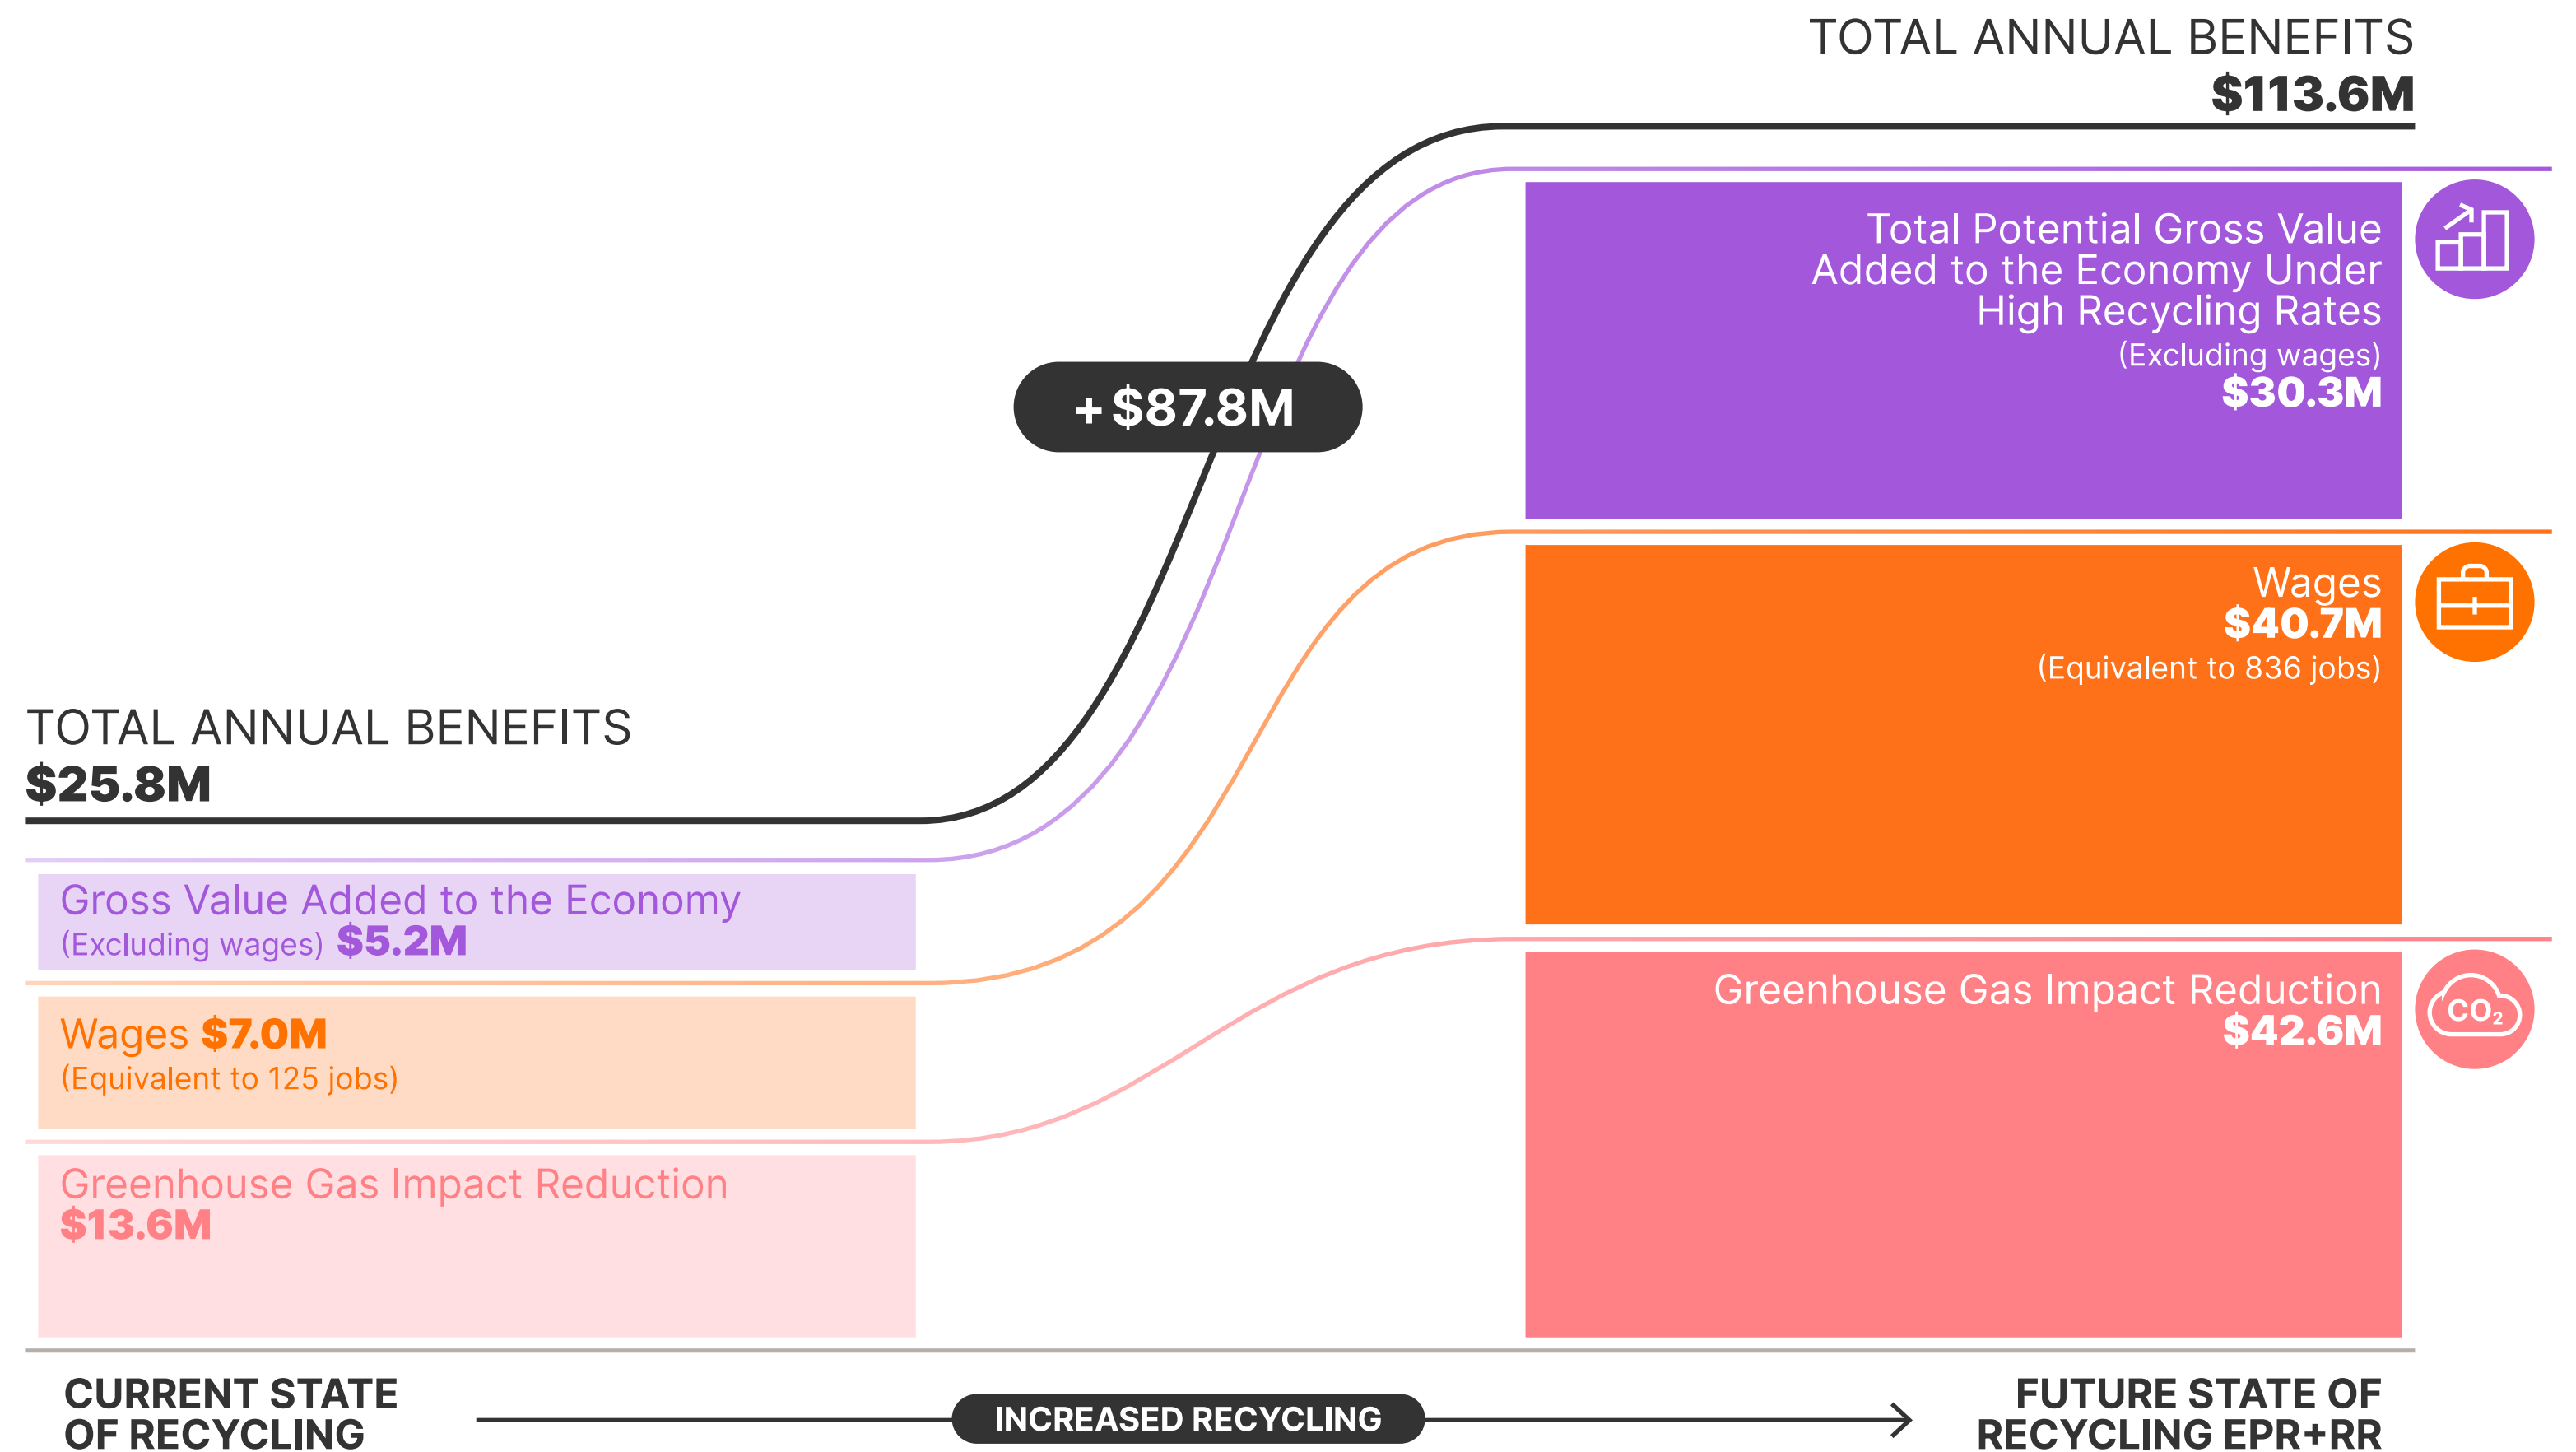 TOTAL ANNUAL BENEFITS
$113.6M
Total Potential Gross Value
Added to the Economy Under
High Recycling Rates
(Excluding wages)
$30.3M
+$87.8M
Wages
$40.7M
(Equivalent to 836 jobs)
TOTAL ANNUAL BENEFITS
$25.8M
Gross Value Added to the Economy
(Excluding wages) $5.2M
Wages $7.0M
(Equivalent to 125 jobs)
Greenhouse Gas Impact Reduction
$42.6M
CO₂
Greenhouse Gas Impact Reduction
$13.6M
CURRENT STATE
OF RECYCLING
INCREASED RECYCLING
FUTURE STATE OF
RECYCLING EPR+RR